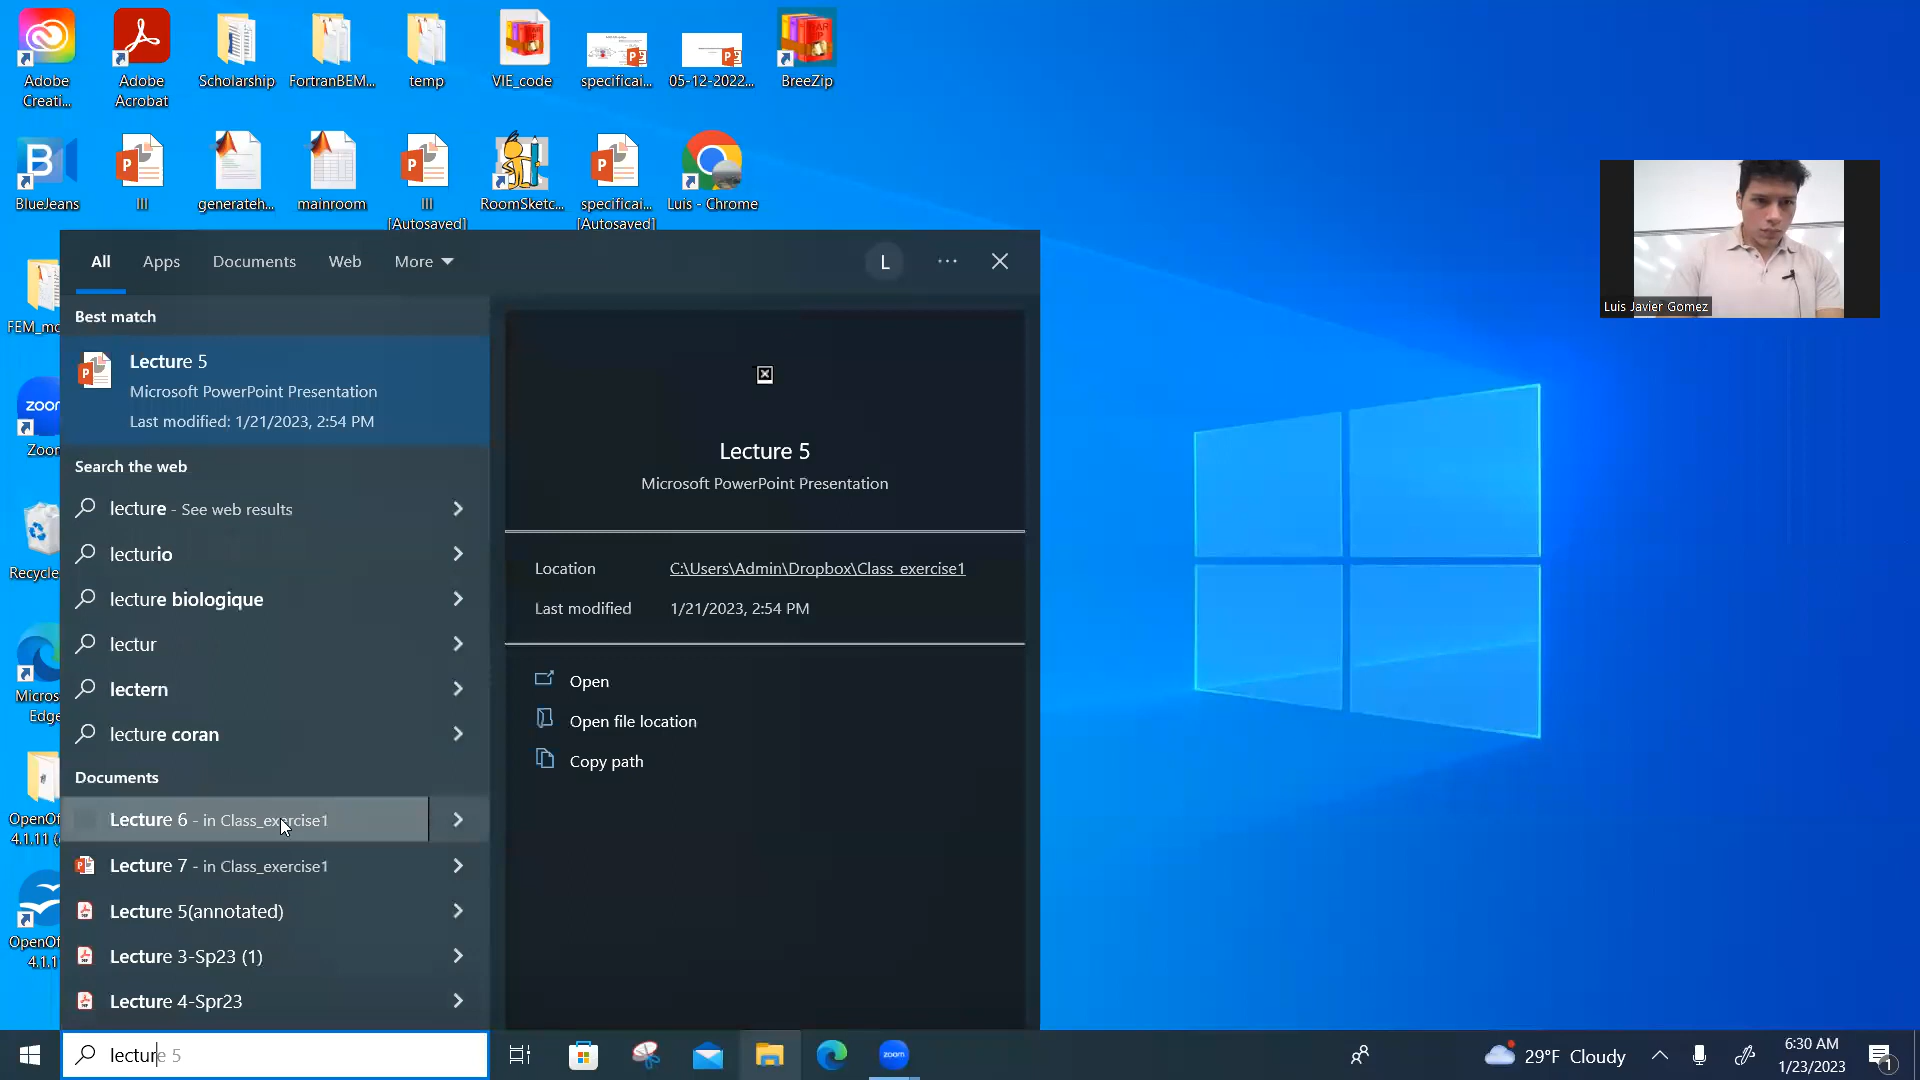 Adobe
Creati...
Adobe
Acrobat
Scholarship
FortranBEM...
temp
VIE_code
specificai...
05-12-2022...
BreeZip
BlueJeans
III
generateh...
mainroom
III
[Autosaved]
RoomSketc...
specificai...
[Autosaved]
Luis - Chrome
FEM_mo
zoom
Zoom
Recycle
Micros
Edge
OpenOf
4.1.11 (
OpenOf
4.1.1
All
Apps
Documents
Web
More
L
Best match
Lecture 5
Microsoft PowerPoint Presentation
Last modified: 1/21/2023, 2:54 PM
Search the web
lecture - See web results
lecturio
lecture biologique
lectur
lectern
lecture coran
Documents
Lecture 6 - in Class_exercise1
Lecture 7 - in Class_exercise1
Lecture 5(annotated)
Lecture 3-Sp23 (1)
Lecture 4-Spr23
Lecture 5
Microsoft PowerPoint Presentation
Location C:\Users\Admin\Dropbox\Class_exercise1
Last modified 1/21/2023, 2:54 PM
Open
Open file location
Copy path
Luis Javier Gomez
lecture 5
zoom
29°F Cloudy
6:30 AM
1/23/2023
1